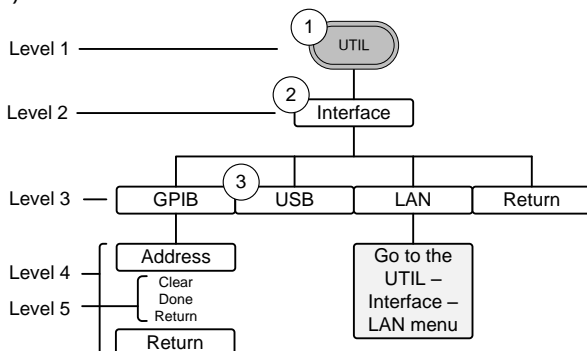 1
UTIL
Level 1
2
Level 2
Interface
3
Level 3
GPIB
USB
LAN
Return
Level 4
Address
Level 5
Clear
Done
Return
Return
Go to the
UTIL –
Interface –
LAN menu